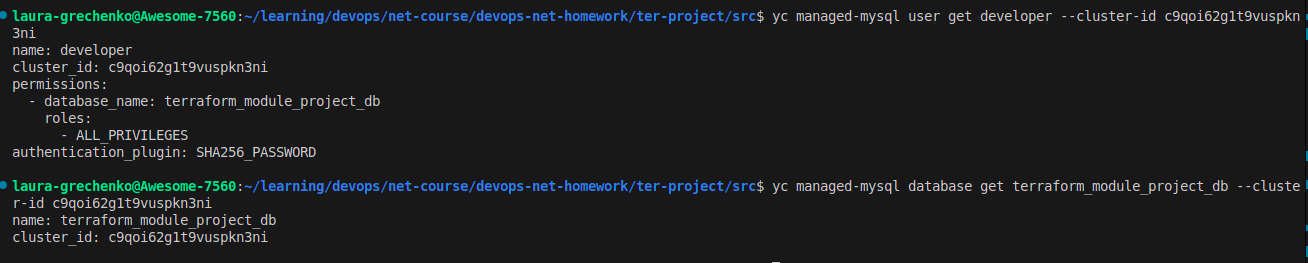 laura-grechenko@Awesome-7560:~/learning/devops/net-course/devops-net-homework/ter-project/src$ yc managed-mysql user get developer --cluster-id c9qoi62g1t9vuspkn
3ni
name: developer
cluster_id: c9qoi62g1t9vuspkn3ni
permissions:
  - database_name: terraform_module_project_db
    roles:
      - ALL_PRIVILEGES
authentication_plugin: SHA256_PASSWORD
laura-grechenko@Awesome-7560:~/learning/devops/net-course/devops-net-homework/ter-project/src$ yc managed-mysql database get terraform_module_project_db --cluste
r-id c9qoi62g1t9vuspkn3ni
name: terraform_module_project_db
cluster_id: c9qoi62g1t9vuspkn3ni